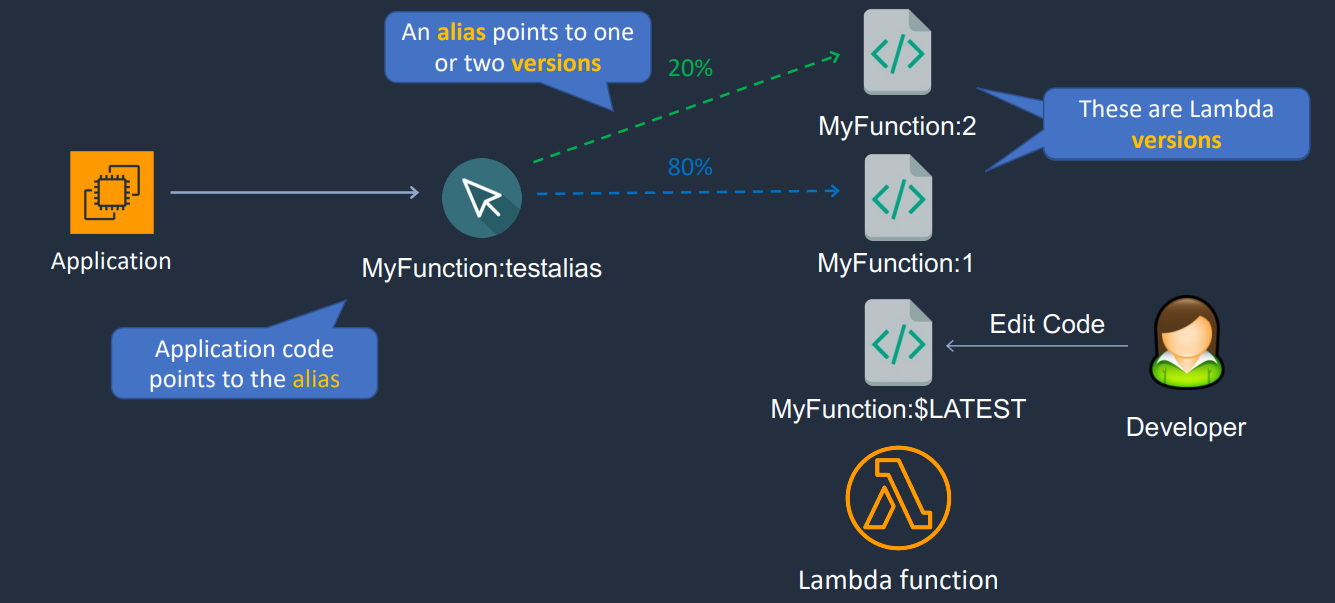 An alias points to one
or two versions
20%
MyFunction:2
These are Lambda
versions
80%
Application
MyFunction:testalias
MyFunction:1
Application code
points to the alias
Edit Code
MyFunction:$LATEST
Developer
Lambda function